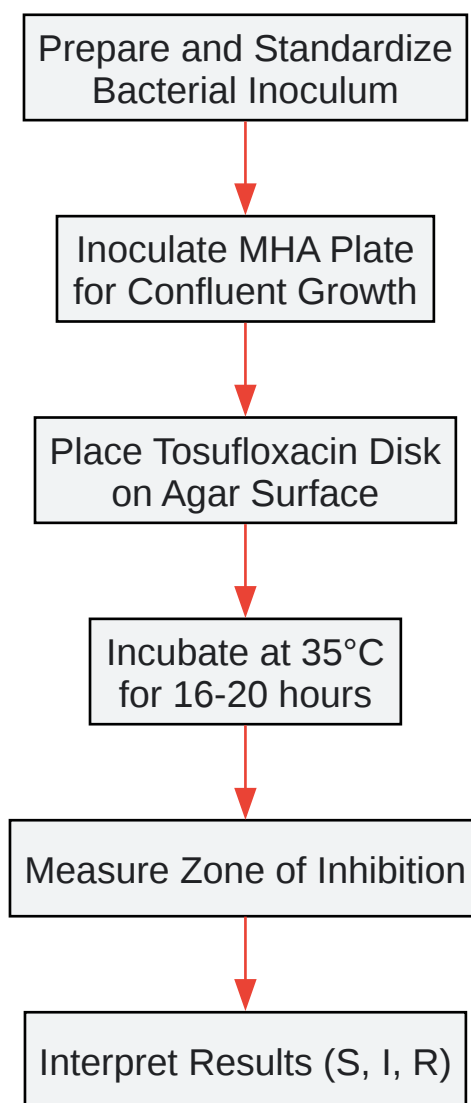 Prepare and Standardize
Bacterial Inoculum
Inoculate MHA Plate
for Confluent Growth
Place Tosufloxacin Disk
on Agar Surface
Incubate at 35°C
for 16-20 hours
Measure Zone of Inhibition
Interpret Results (S, I, R)